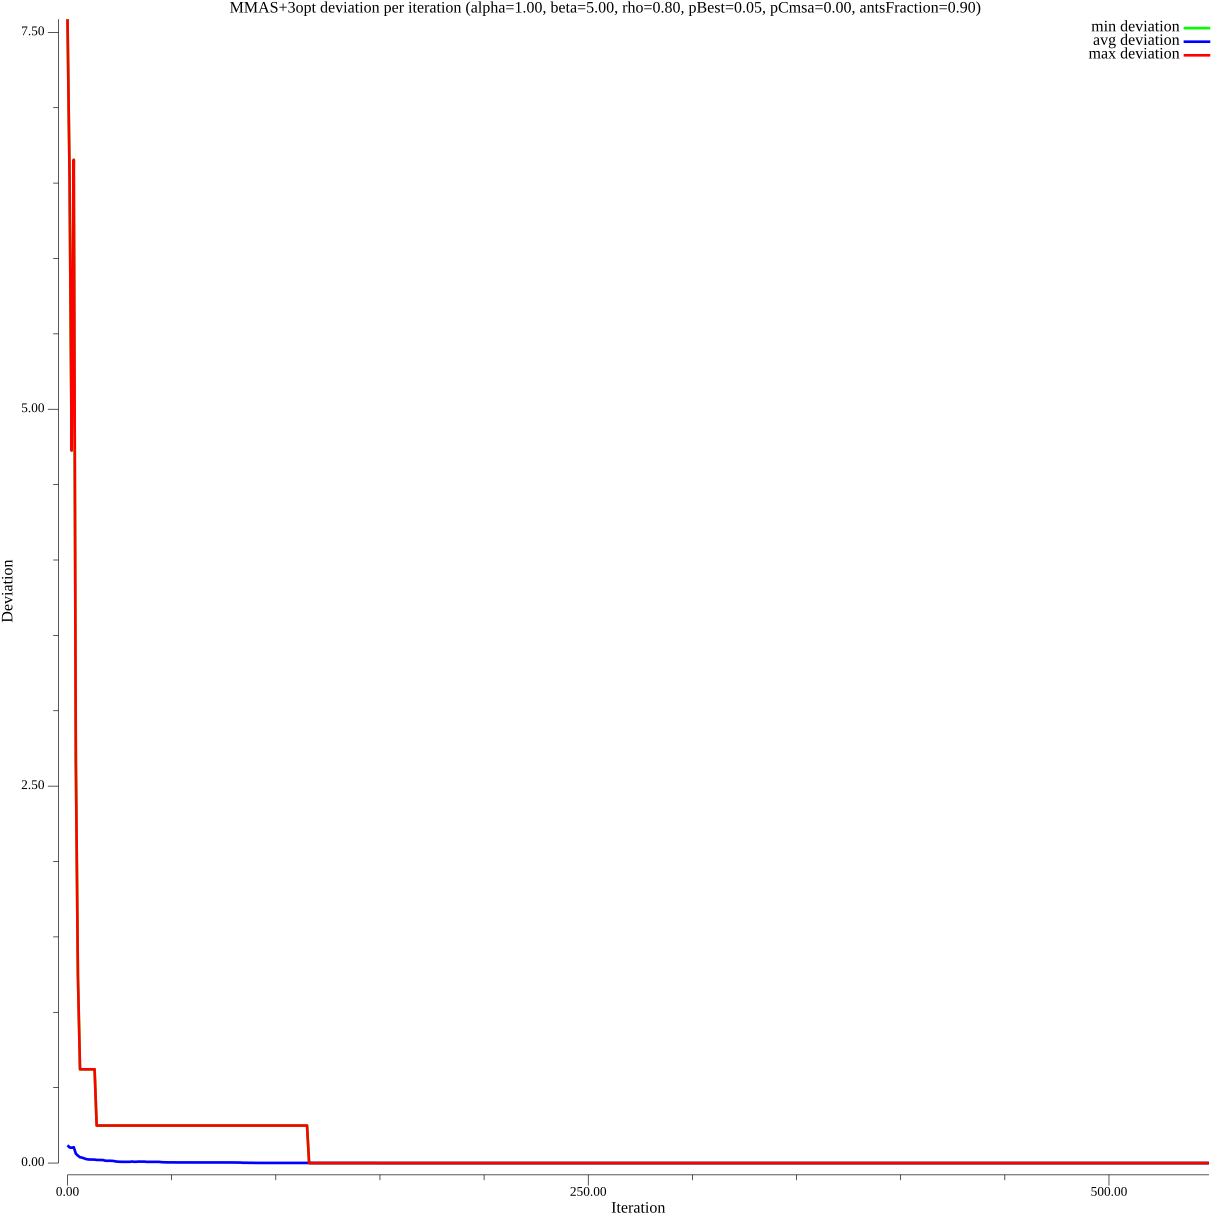 MMAS+3opt deviation per iteration (alpha=1.00, beta=5.00, rho=0.80, pBest=0.05, pCmsa=0.00, antsFraction=0.90)
min deviation
avg deviation
max deviation
7.50
5.00
2.50
0.00
Deviation
0.00
250.00
500.00
Iteration